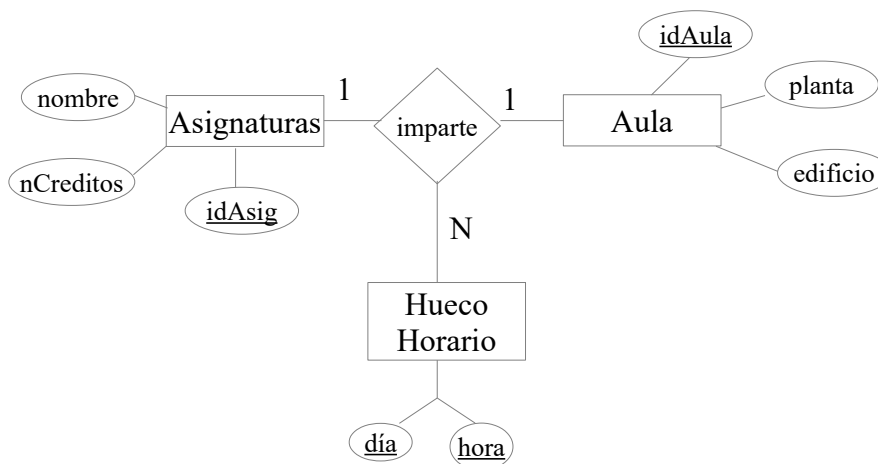 idAula
nombre
1
1
planta
Asignaturas
imparte
Aula
nCreditos
edificio
idAsig
N
Hueco
Horario
día
hora